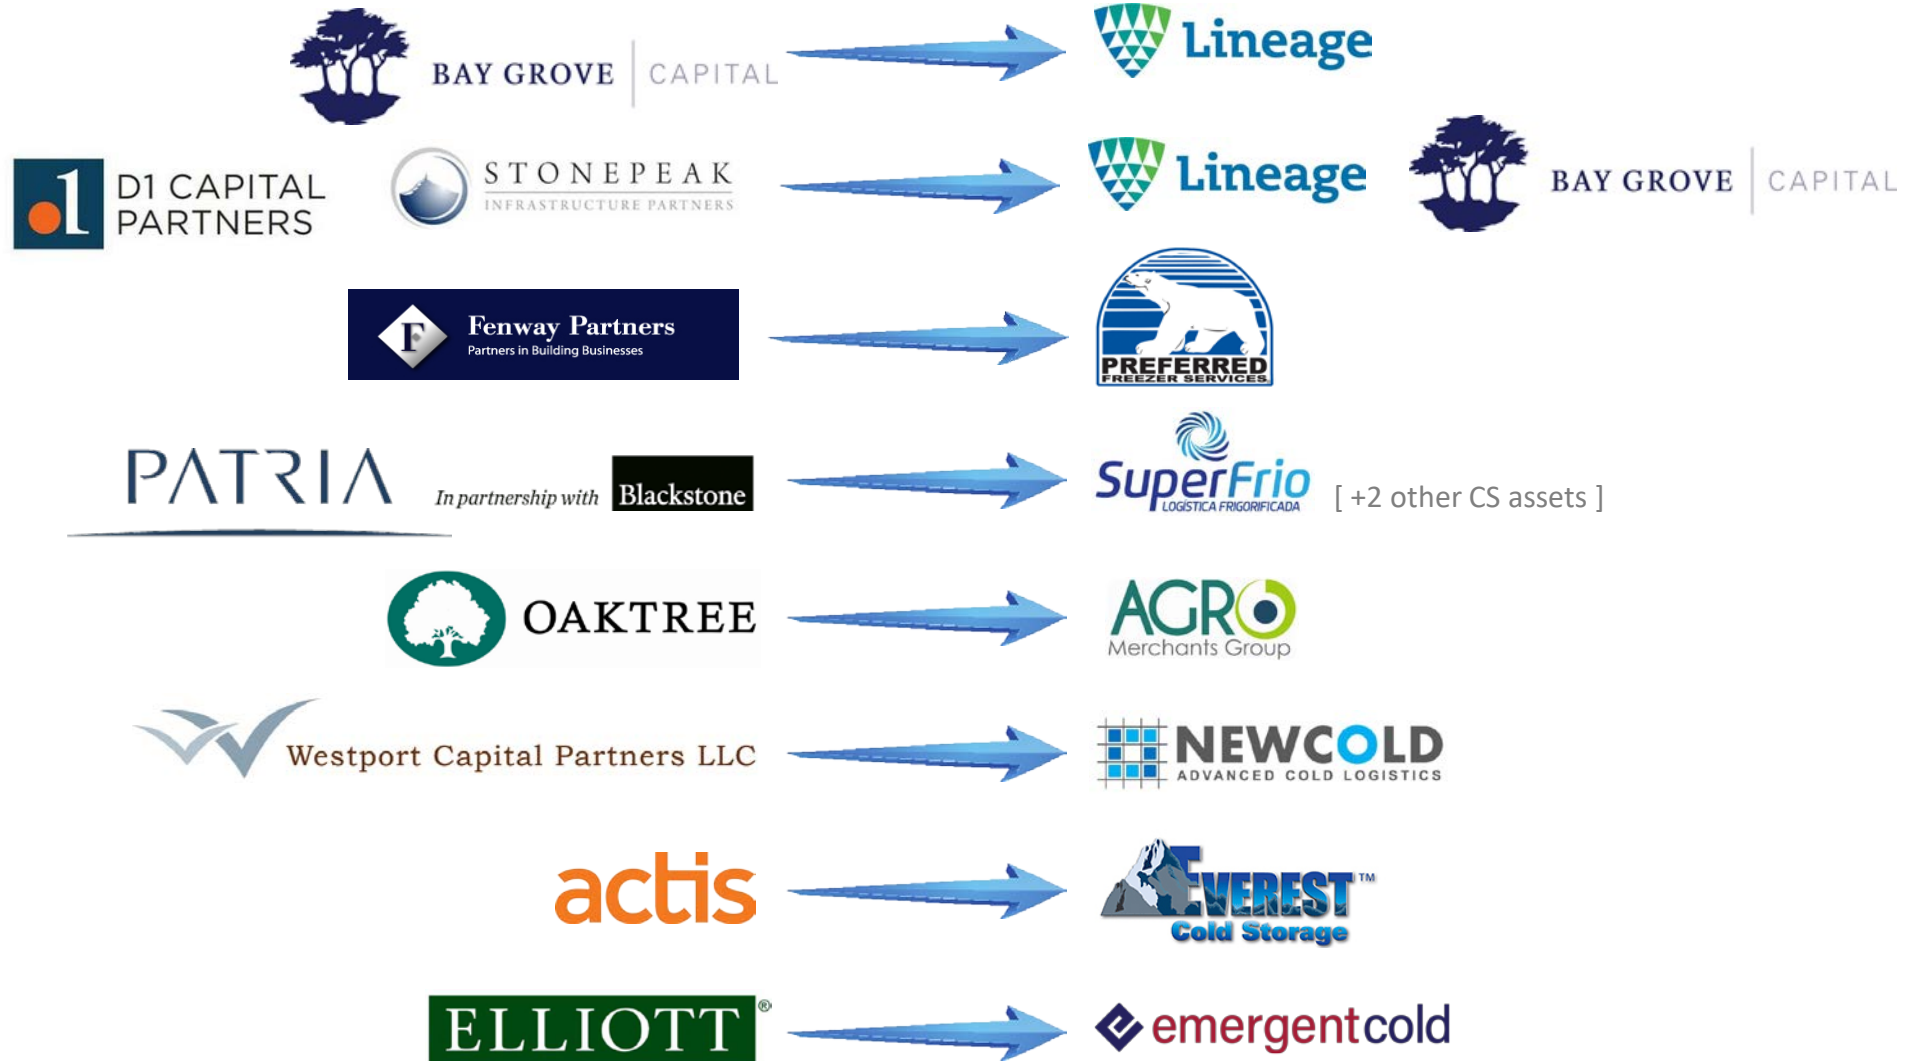 BAY GROVE CAPITAL
Lineage
D1 CAPITAL
PARTNERS
STONEPEAK
INFRASTRUCTURE PARTNERS
Lineage
BAY GROVE CAPITAL
F
Fenway Partners
Partners in Building Businesses
PREFERRED
FREEZER SERVICES
PATRIA
In partnership with Blackstone
SuperFrio
LOGÍSTICA FRIGORIFICADA
[ +2 other CS assets ]
OAKTREE
AGRO
Merchants Group
Westport Capital Partners LLC
NEWCOLD
ADVANCED COLD LOGISTICS
actis
EVEREST™
Cold Storage
ELLIOTT®
emergentcold